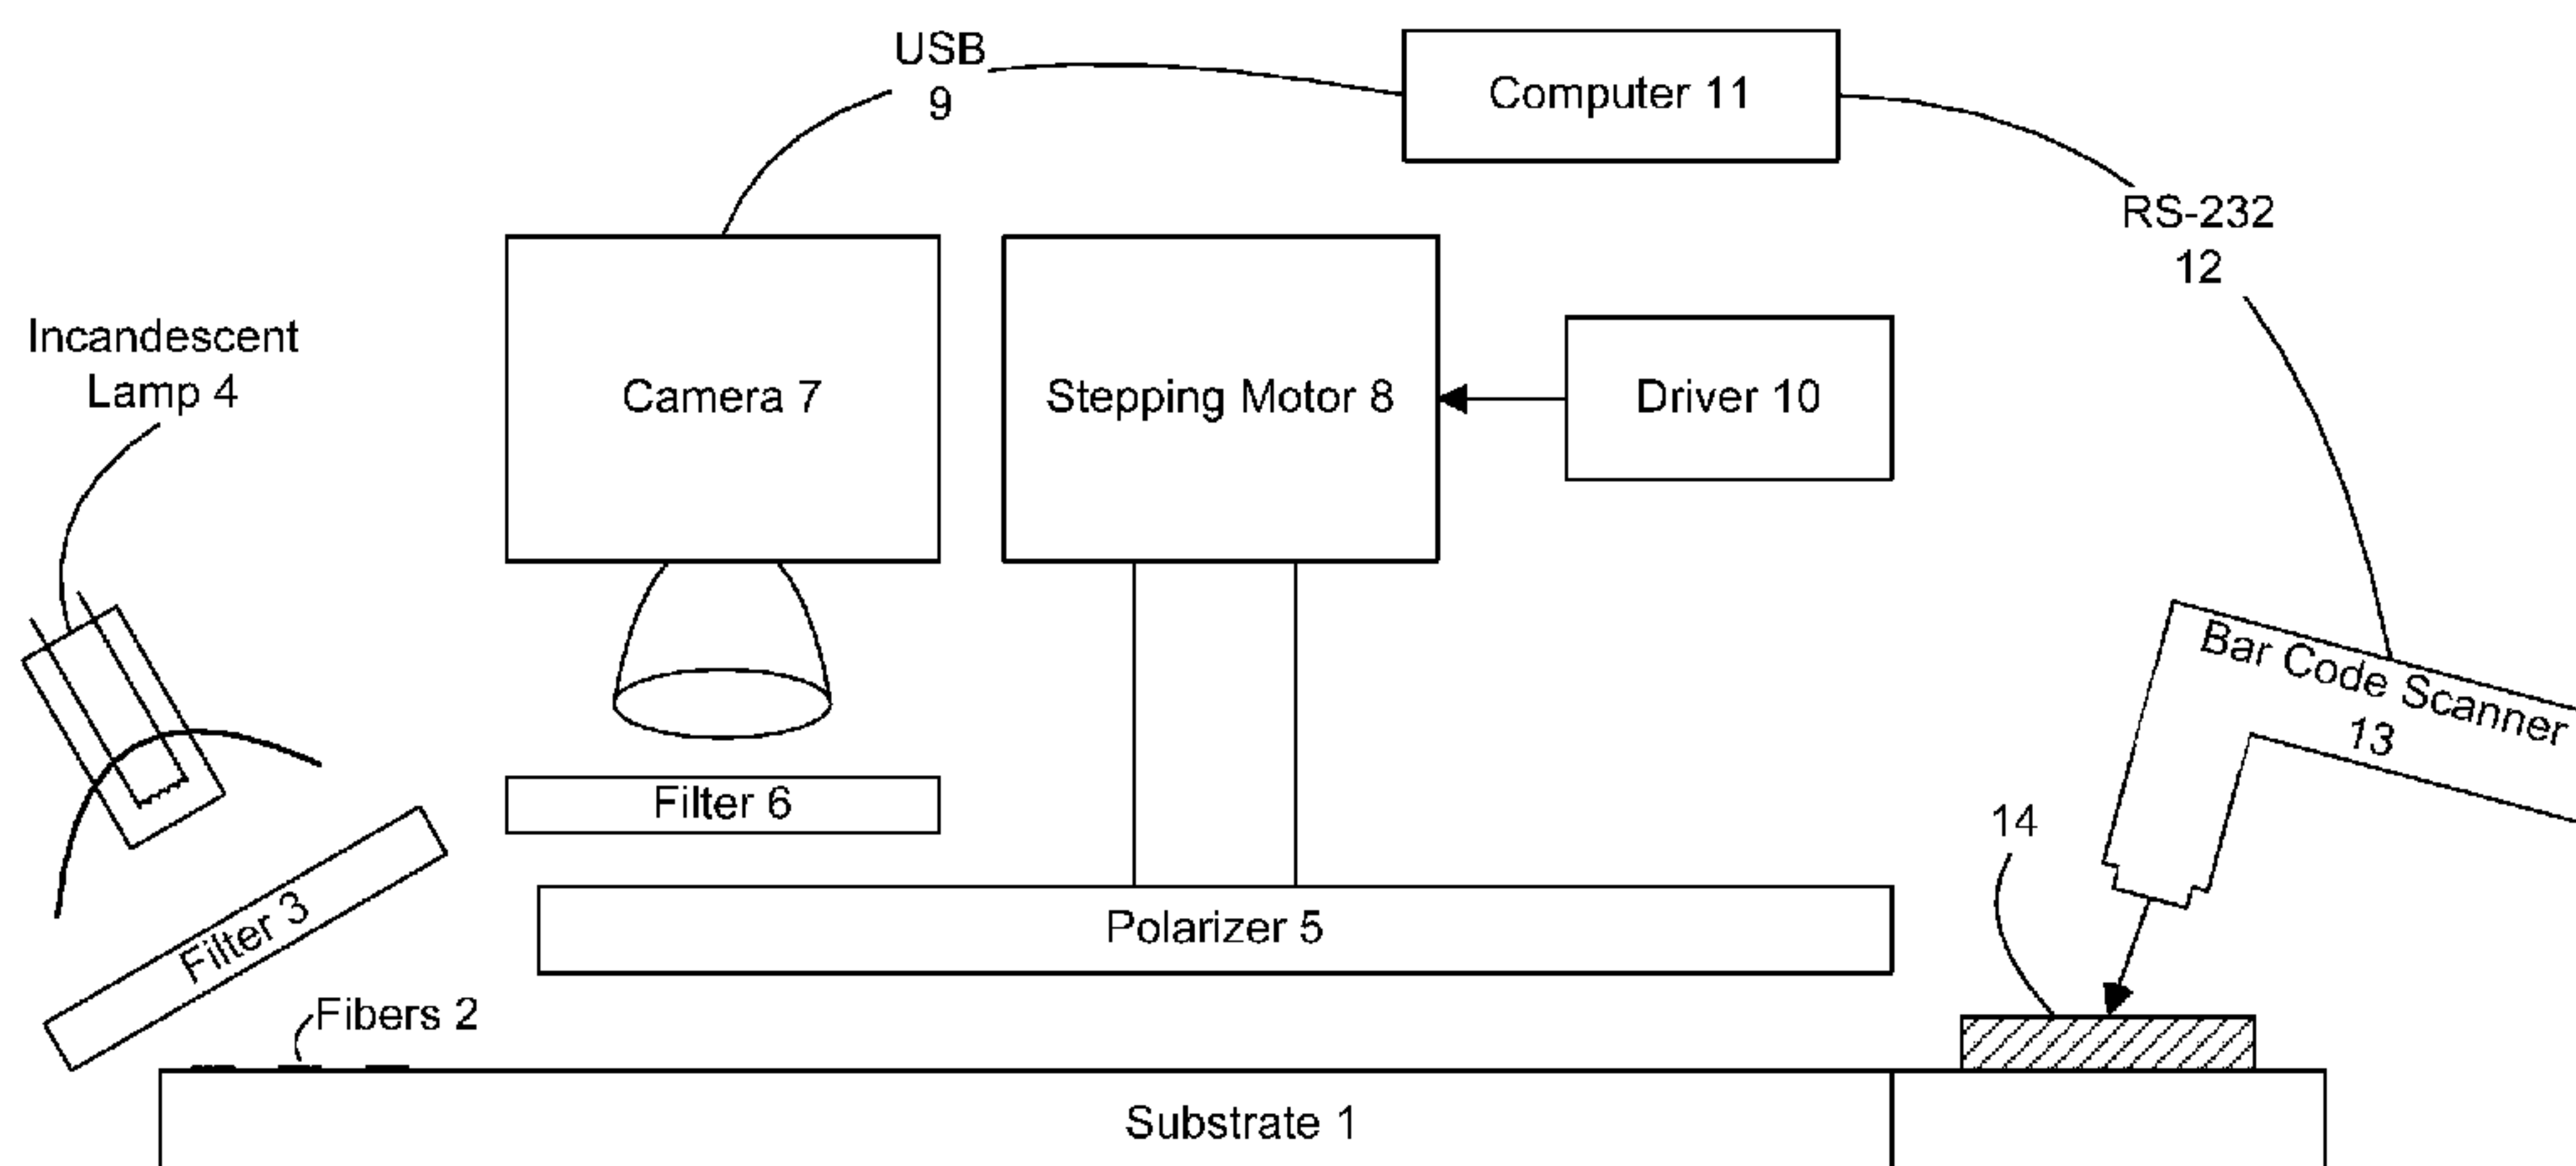 USB
9
Computer 11
RS-232
12
Incandescent
Lamp 4
Camera 7
Stepping Motor 8
Driver 10
Bar Code Scanner
13
Filter 6
14
Filter 3
Polarizer 5
Fibers 2
Substrate 1